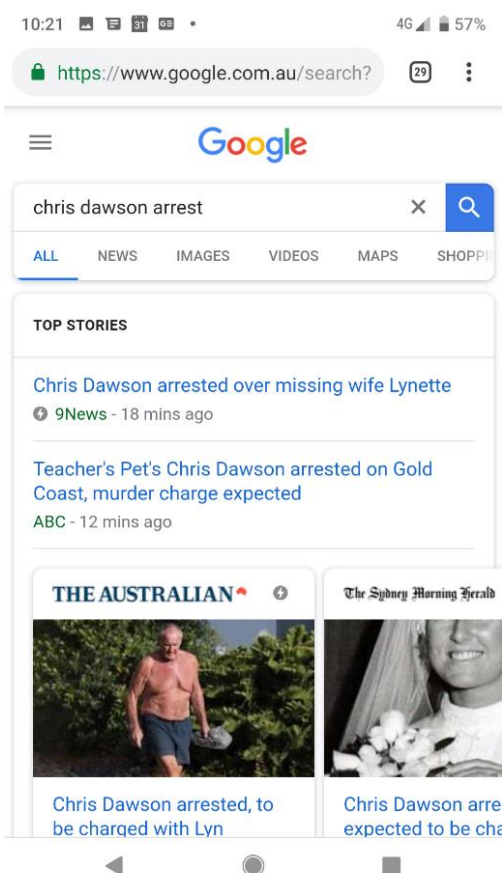 10:21 31 GE 4G 57%
https://www.google.com.au/search? 29
Google
chris dawson arrest
ALL NEWS IMAGES VIDEOS MAPS SHOPPI
TOP STORIES
Chris Dawson arrested over missing wife Lynette
9News - 18 mins ago
Teacher's Pet's Chris Dawson arrested on Gold
Coast, murder charge expected
ABC - 12 mins ago
THE AUSTRALIAN
The Sydney Morning Herald
Chris Dawson arrested, to
be charged with Lyn
Chris Dawson arre
expected to be cha